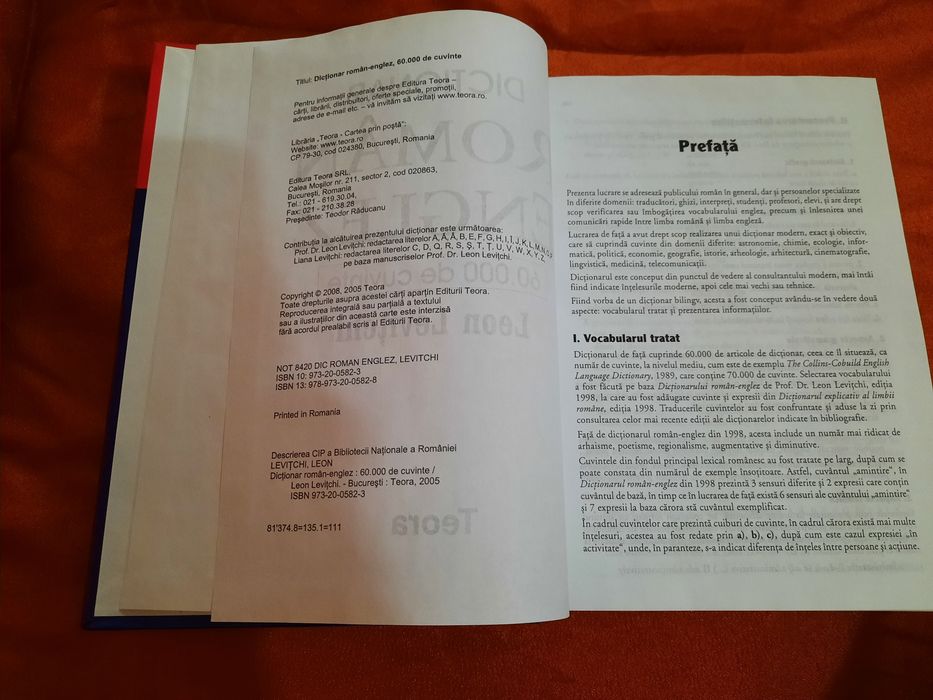 Titlul: Dicționar român-englez, 60.000 de cuvinte
Pentru informații generale despre Editura Teora –
cărți, librării, distribuitori, oferte speciale, promoții,
adrese de e-mail etc. – vă invităm să vizitați www.teora.ro.
Librăria „Teora - Cartea prin poștă”:
Website: www.teora.ro
CP 79-30, cod 024380, București, Romania
Editura Teora SRL,
Calea Moșilor nr. 211, sector 2, cod 020863,
București, Romania
Tel.: 021 - 619.30.04,
Fax: 021 - 210.38.28
Președinte: Teodor Răducanu
Contribuția la alcătuirea prezentului dicționar este următoarea:
Prof. Dr. Leon Levițchi: redactarea literelor A, Ă, Â, B, E, F, G, H, I, Î, J, K, L, M, N, O, P
Liana Levițchi: redactarea literelor C, D, Q, R, S, Ș, T, Ț, U, V, W, X, Y, Z,
pe baza manuscriselor Prof. Dr. Leon Levițchi.
Copyright © 2008, 2005 Teora
Toate drepturile asupra acestei cărți aparțin Editurii Teora.
Reproducerea integrală sau parțială a textului
sau a ilustrațiilor din această carte este interzisă
fără acordul prealabil scris al Editurii Teora.
NOT 8420 DIC ROMAN ENGLEZ, LEVITCHI
ISBN 10: 973-20-0582-3
ISBN 13: 978-973-20-0582-8
Printed in Romania
Descrierea CIP a Bibliotecii Naționale a României
LEVIȚCHI, LEON
Dicționar român-englez : 60.000 de cuvinte /
Leon Levițchi. - București : Teora, 2005
ISBN 973-20-0582-3
81'374.8=135.1=111
Prefață
Prezenta lucrare se adresează publicului român în general, dar și persoanelor specializate
în diferite domenii: traducători, ghizi, interpreți, studenți, profesori, elevi, și are drept
scop verificarea sau îmbogățirea vocabularului englez, precum și înlesnirea unei
comunicări rapide între limba română și limba engleză.
Lucrarea de față a avut drept scop realizarea unui dicționar modern, exact și obiectiv,
care să cuprindă cuvinte din domenii diferite: astronomie, chimie, ecologie, infor-
matică, politică, economie, geografie, istorie, arheologie, arhitectură, cinematografie,
lingvistică, medicină, telecomunicații.
Dicționarul este conceput din punctul de vedere al consultantului modern, mai întâi
fiind indicate înțelesurile moderne, apoi cele mai vechi sau tehnice.
Fiind vorba de un dicționar bilingv, acesta a fost conceput avându-se în vedere două
aspecte: vocabularul tratat și prezentarea informațiilor.
I. Vocabularul tratat
Dicționarul de față cuprinde 60.000 de articole de dicționar, ceea ce îl situează, ca
număr de cuvinte, la nivelul mediu, cum este de exemplu The Collins-Cobuild English
Language Dictionary, 1989, care conține 70.000 de cuvinte. Selectarea vocabularului
a fost făcută pe baza Dicționarului român-englez de Prof. Dr. Leon Levițchi, ediția
1998, la care au fost adăugate cuvinte și expresii din Dicționarul explicativ al limbii
române, ediția 1998. Traducerile cuvintelor au fost confruntate și aduse la zi prin
consultarea celor mai recente ediții ale dicționarelor indicate în bibliografie.
Față de dicționarul român-englez din 1998, acesta include un număr mai ridicat de
arhaisme, poetisme, regionalisme, augmentative și diminutive.
Cuvintele din fondul principal lexical românesc au fost tratate pe larg, după cum se
poate constata din numărul de exemple însoțitoare. Astfel, cuvântul „amintire”, în
Dicționarul român-englez din 1998 prezintă 3 sensuri diferite și 2 expresii care conțin
cuvântul de bază, în timp ce în lucrarea de față există 6 sensuri ale cuvântului „amintire”
și 7 expresii la baza cărora stă cuvântul exemplificat.
În cadrul cuvintelor care prezintă cuiburi de cuvinte, în cadrul cărora există mai multe
înțelesuri, acestea au fost redate prin a), b), c), după cum este cazul expresiei „în
activitate”, unde, în paranteze, s-a indicat diferența de înțeles între persoane și acțiune.